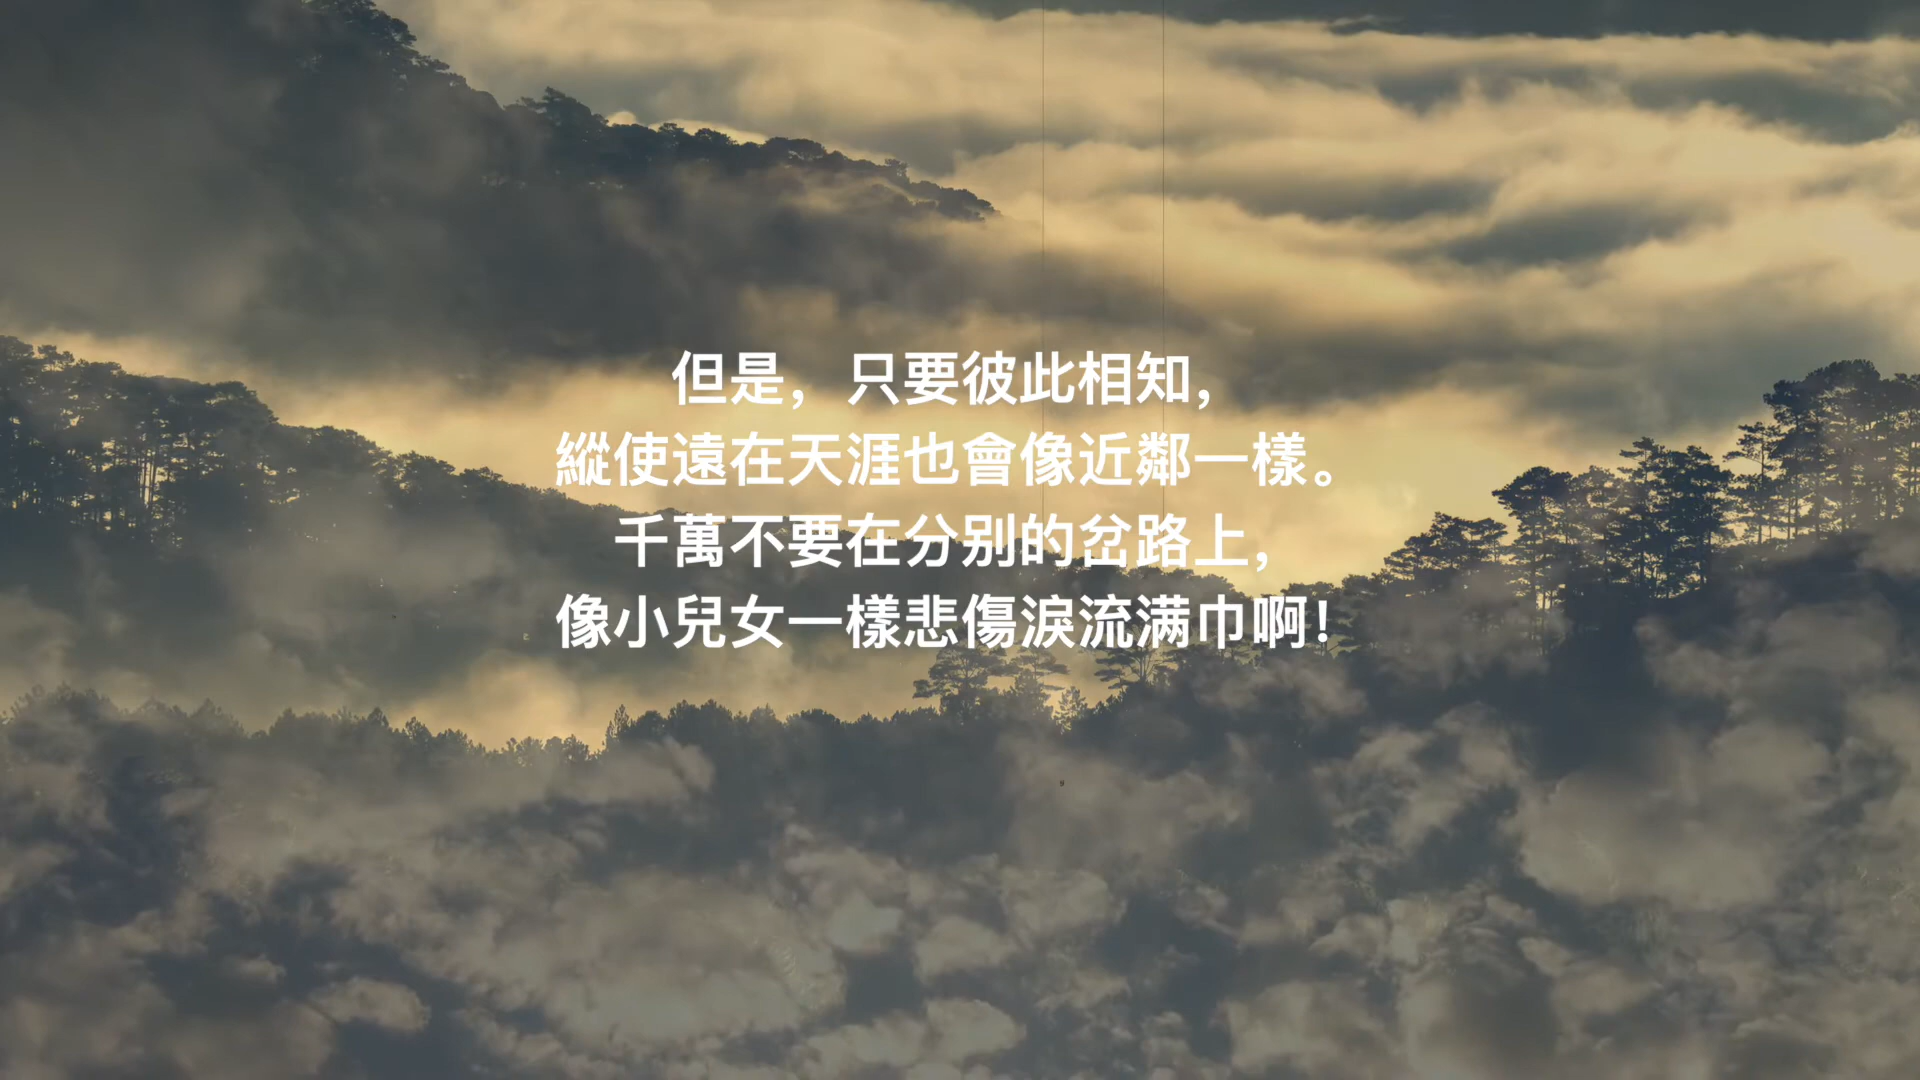 但是，只要彼此相知，
縱使遠在天涯也會像近鄰一樣。
千萬不要在分别的岔路上，
像小兒女一樣悲傷淚流满巾啊！